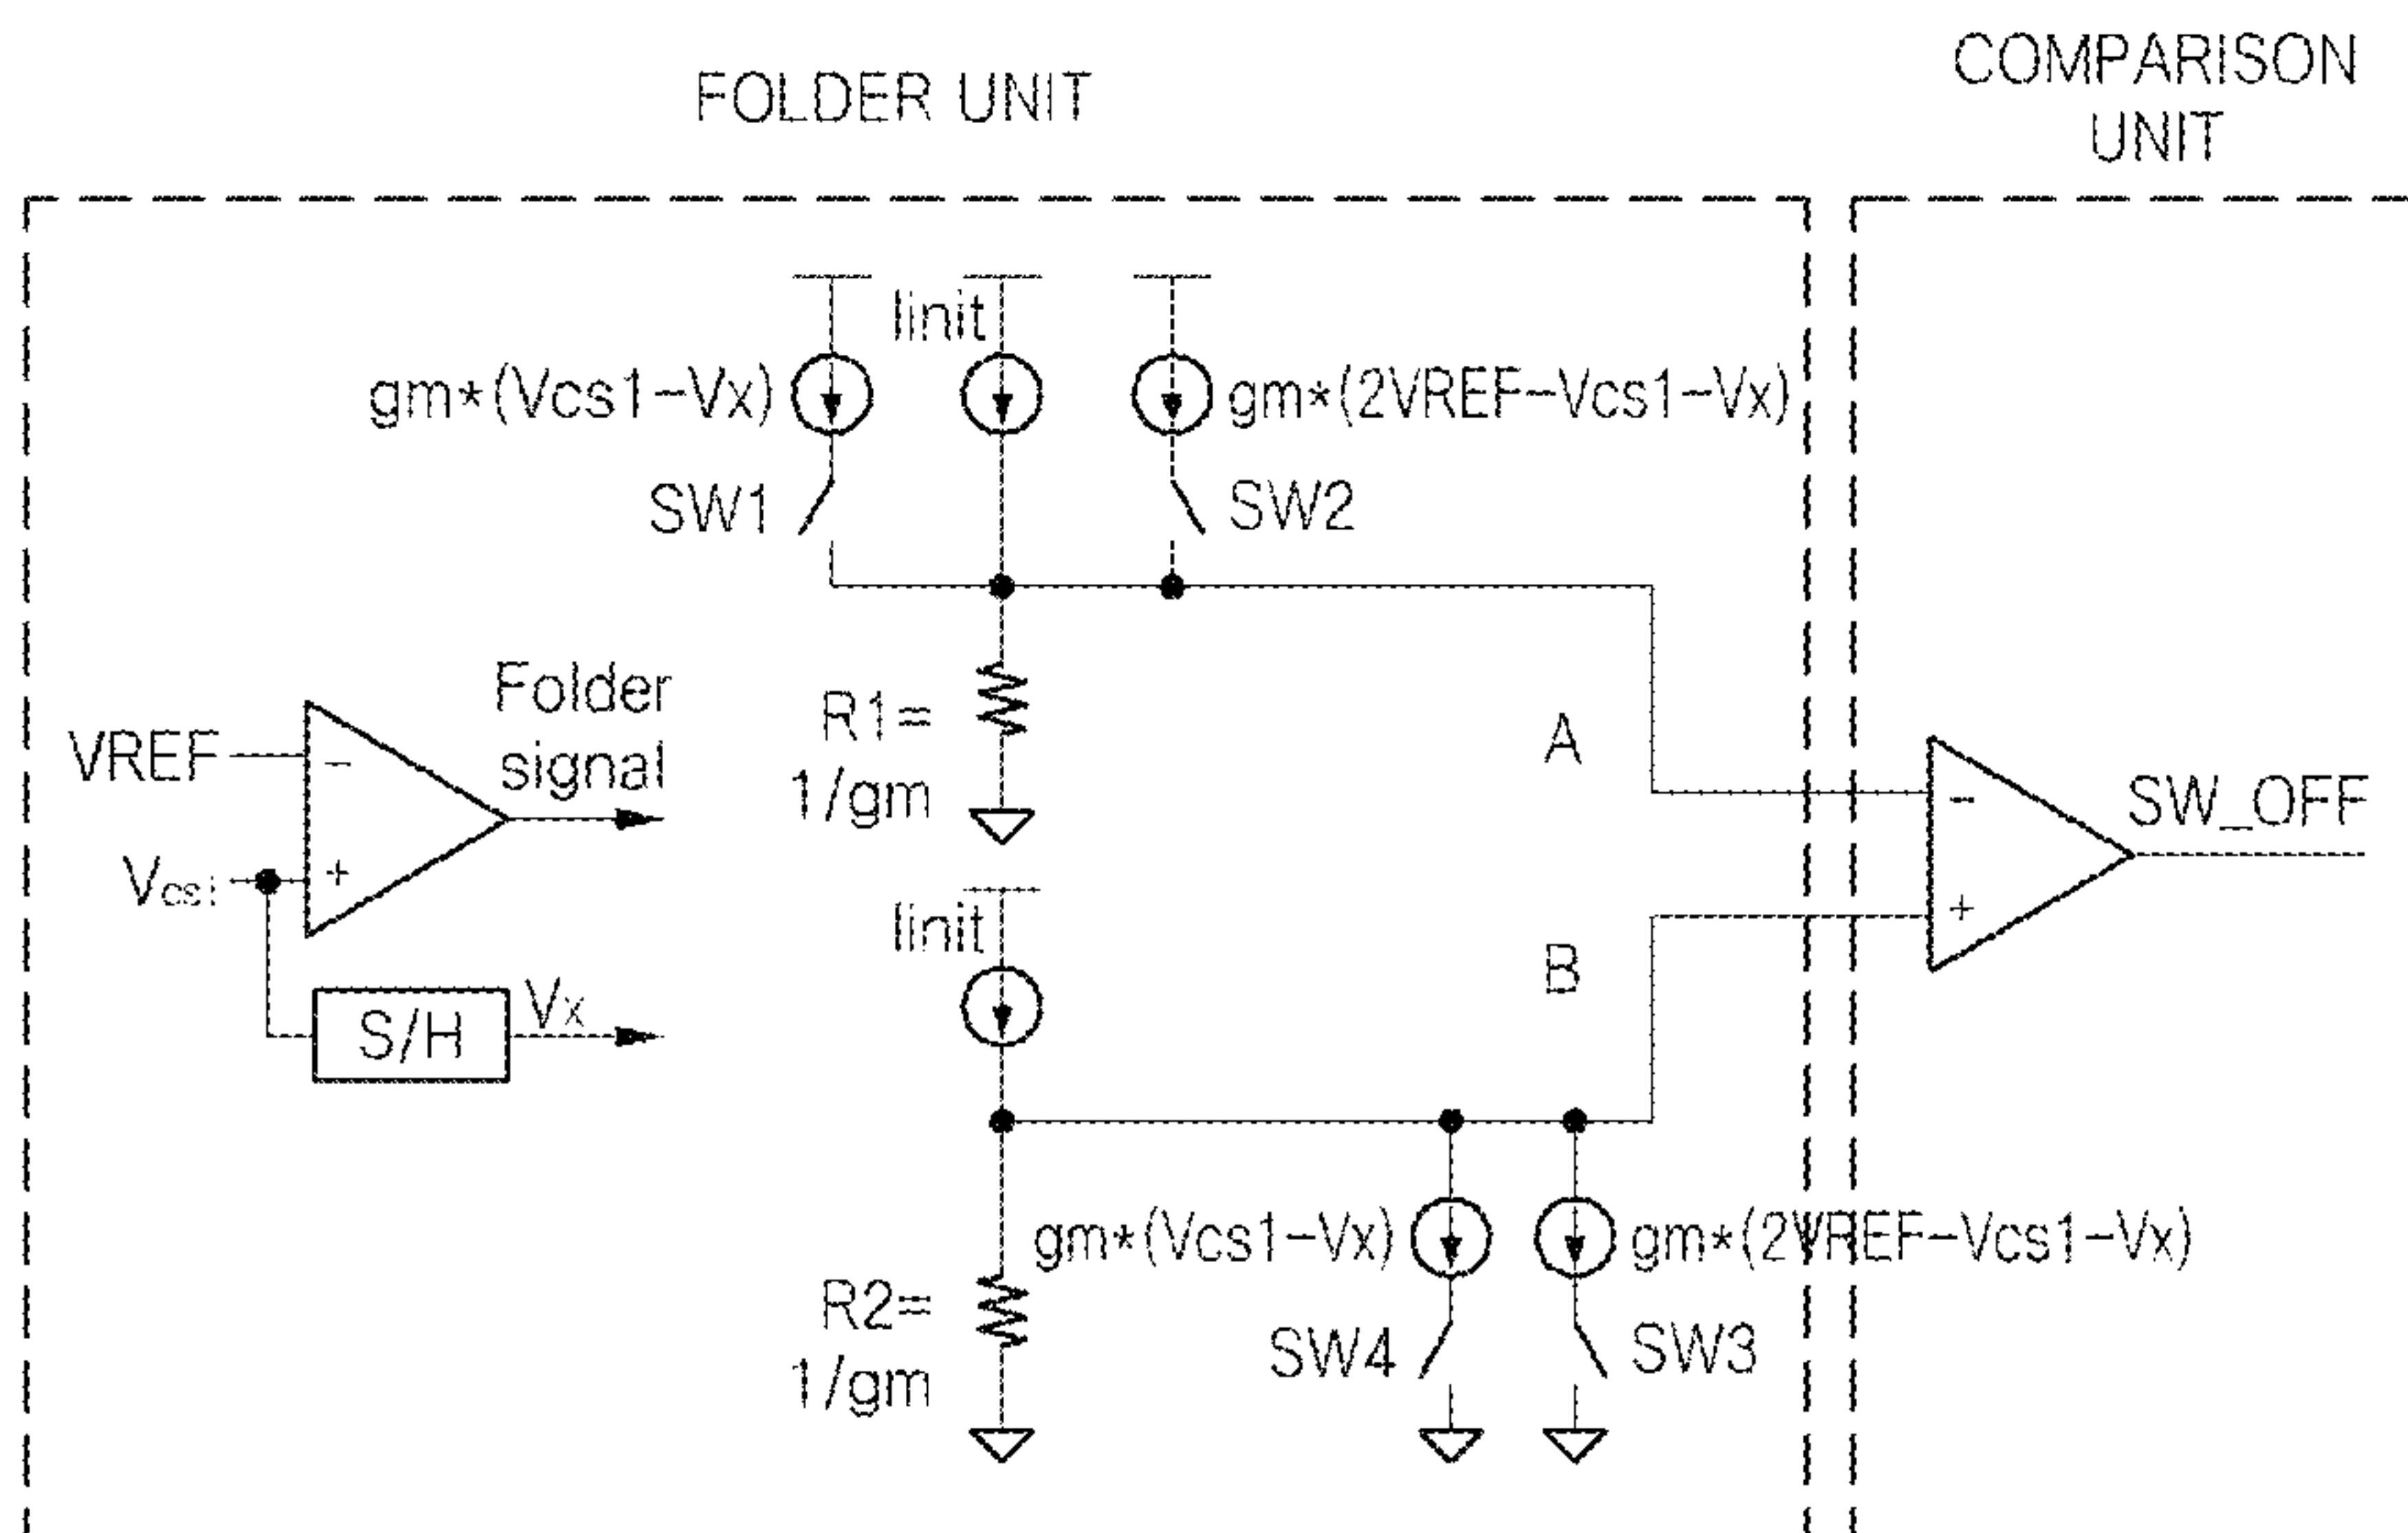 FOLDER UNIT
COMPARISON
UNIT
Iinit
gm*(Vcs1-Vx)
gm*(2VREF-Vcs1-Vx)
SW1
SW2
Folder
signal
VREF
-
+
Vcsi
S/H
Vx
R1=
1/gm
A
-
+
SW_OFF
Iinit
B
gm*(Vcs1-Vx)
gm*(2VREF-Vcs1-Vx)
R2=
1/gm
SW4
SW3